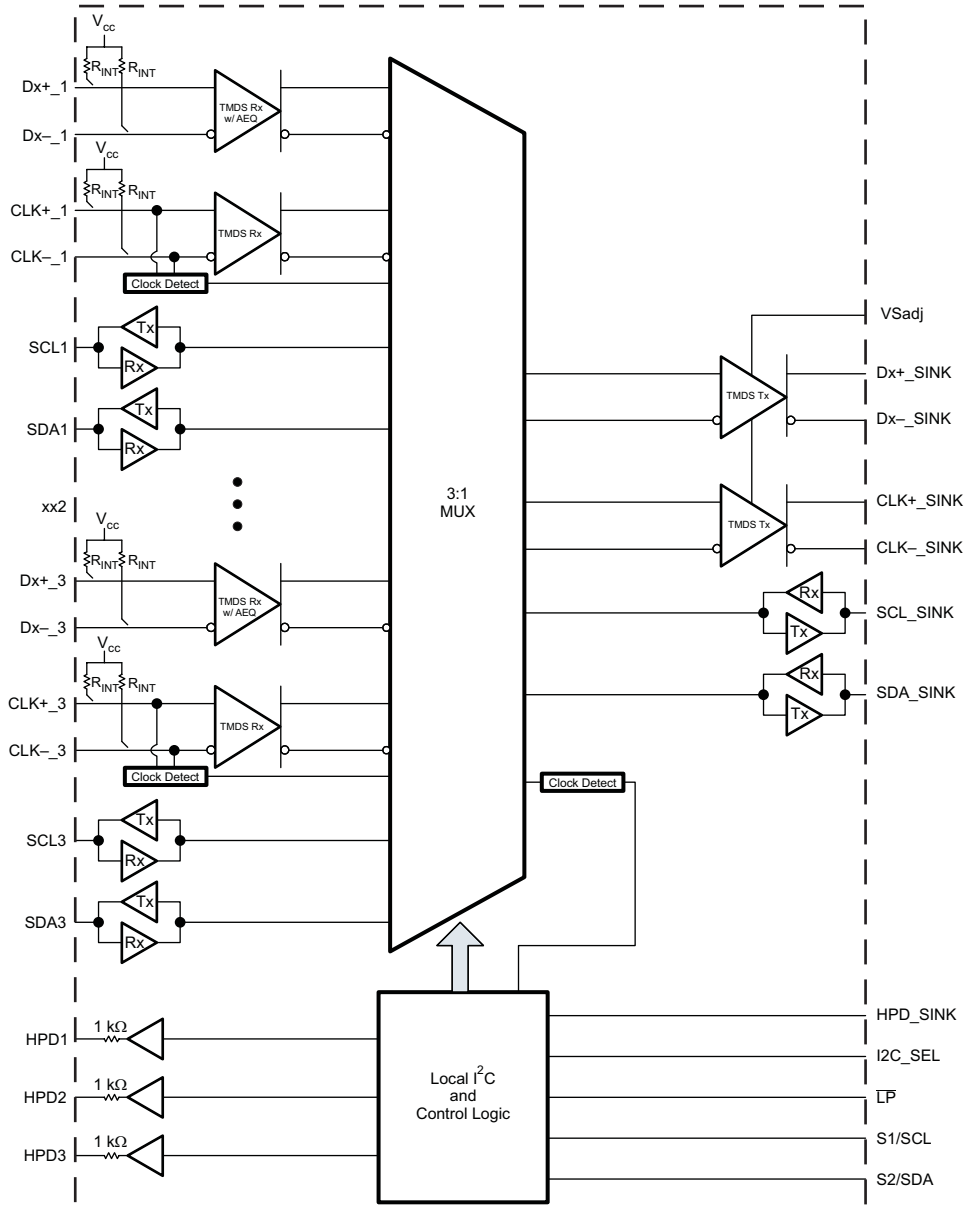 Vcc
RINT RINT
Dx+_1
TMDS Rx
w/ AEQ
Dx–_1
Vcc
RINT RINT
CLK+_1
TMDS Rx
CLK–_1
Clock Detect
Tx
SCL1
Rx
Tx
SDA1
Rx
xx2
Vcc
RINT RINT
Dx+_3
TMDS Rx
w/ AEQ
Dx–_3
Vcc
RINT RINT
CLK+_3
TMDS Rx
CLK–_3
Clock Detect
Tx
SCL3
Rx
Tx
SDA3
Rx
3:1
MUX
VSadj
TMDS Tx
Dx+_SINK
Dx–_SINK
TMDS Tx
CLK+_SINK
CLK–_SINK
Rx
SCL_SINK
Tx
Rx
SDA_SINK
Tx
Clock Detect
HPD1
1 kΩ
HPD2
1 kΩ
HPD3
1 kΩ
Local I²C
and
Control Logic
HPD_SINK
I2C_SEL
L̅P̅
S1/SCL
S2/SDA